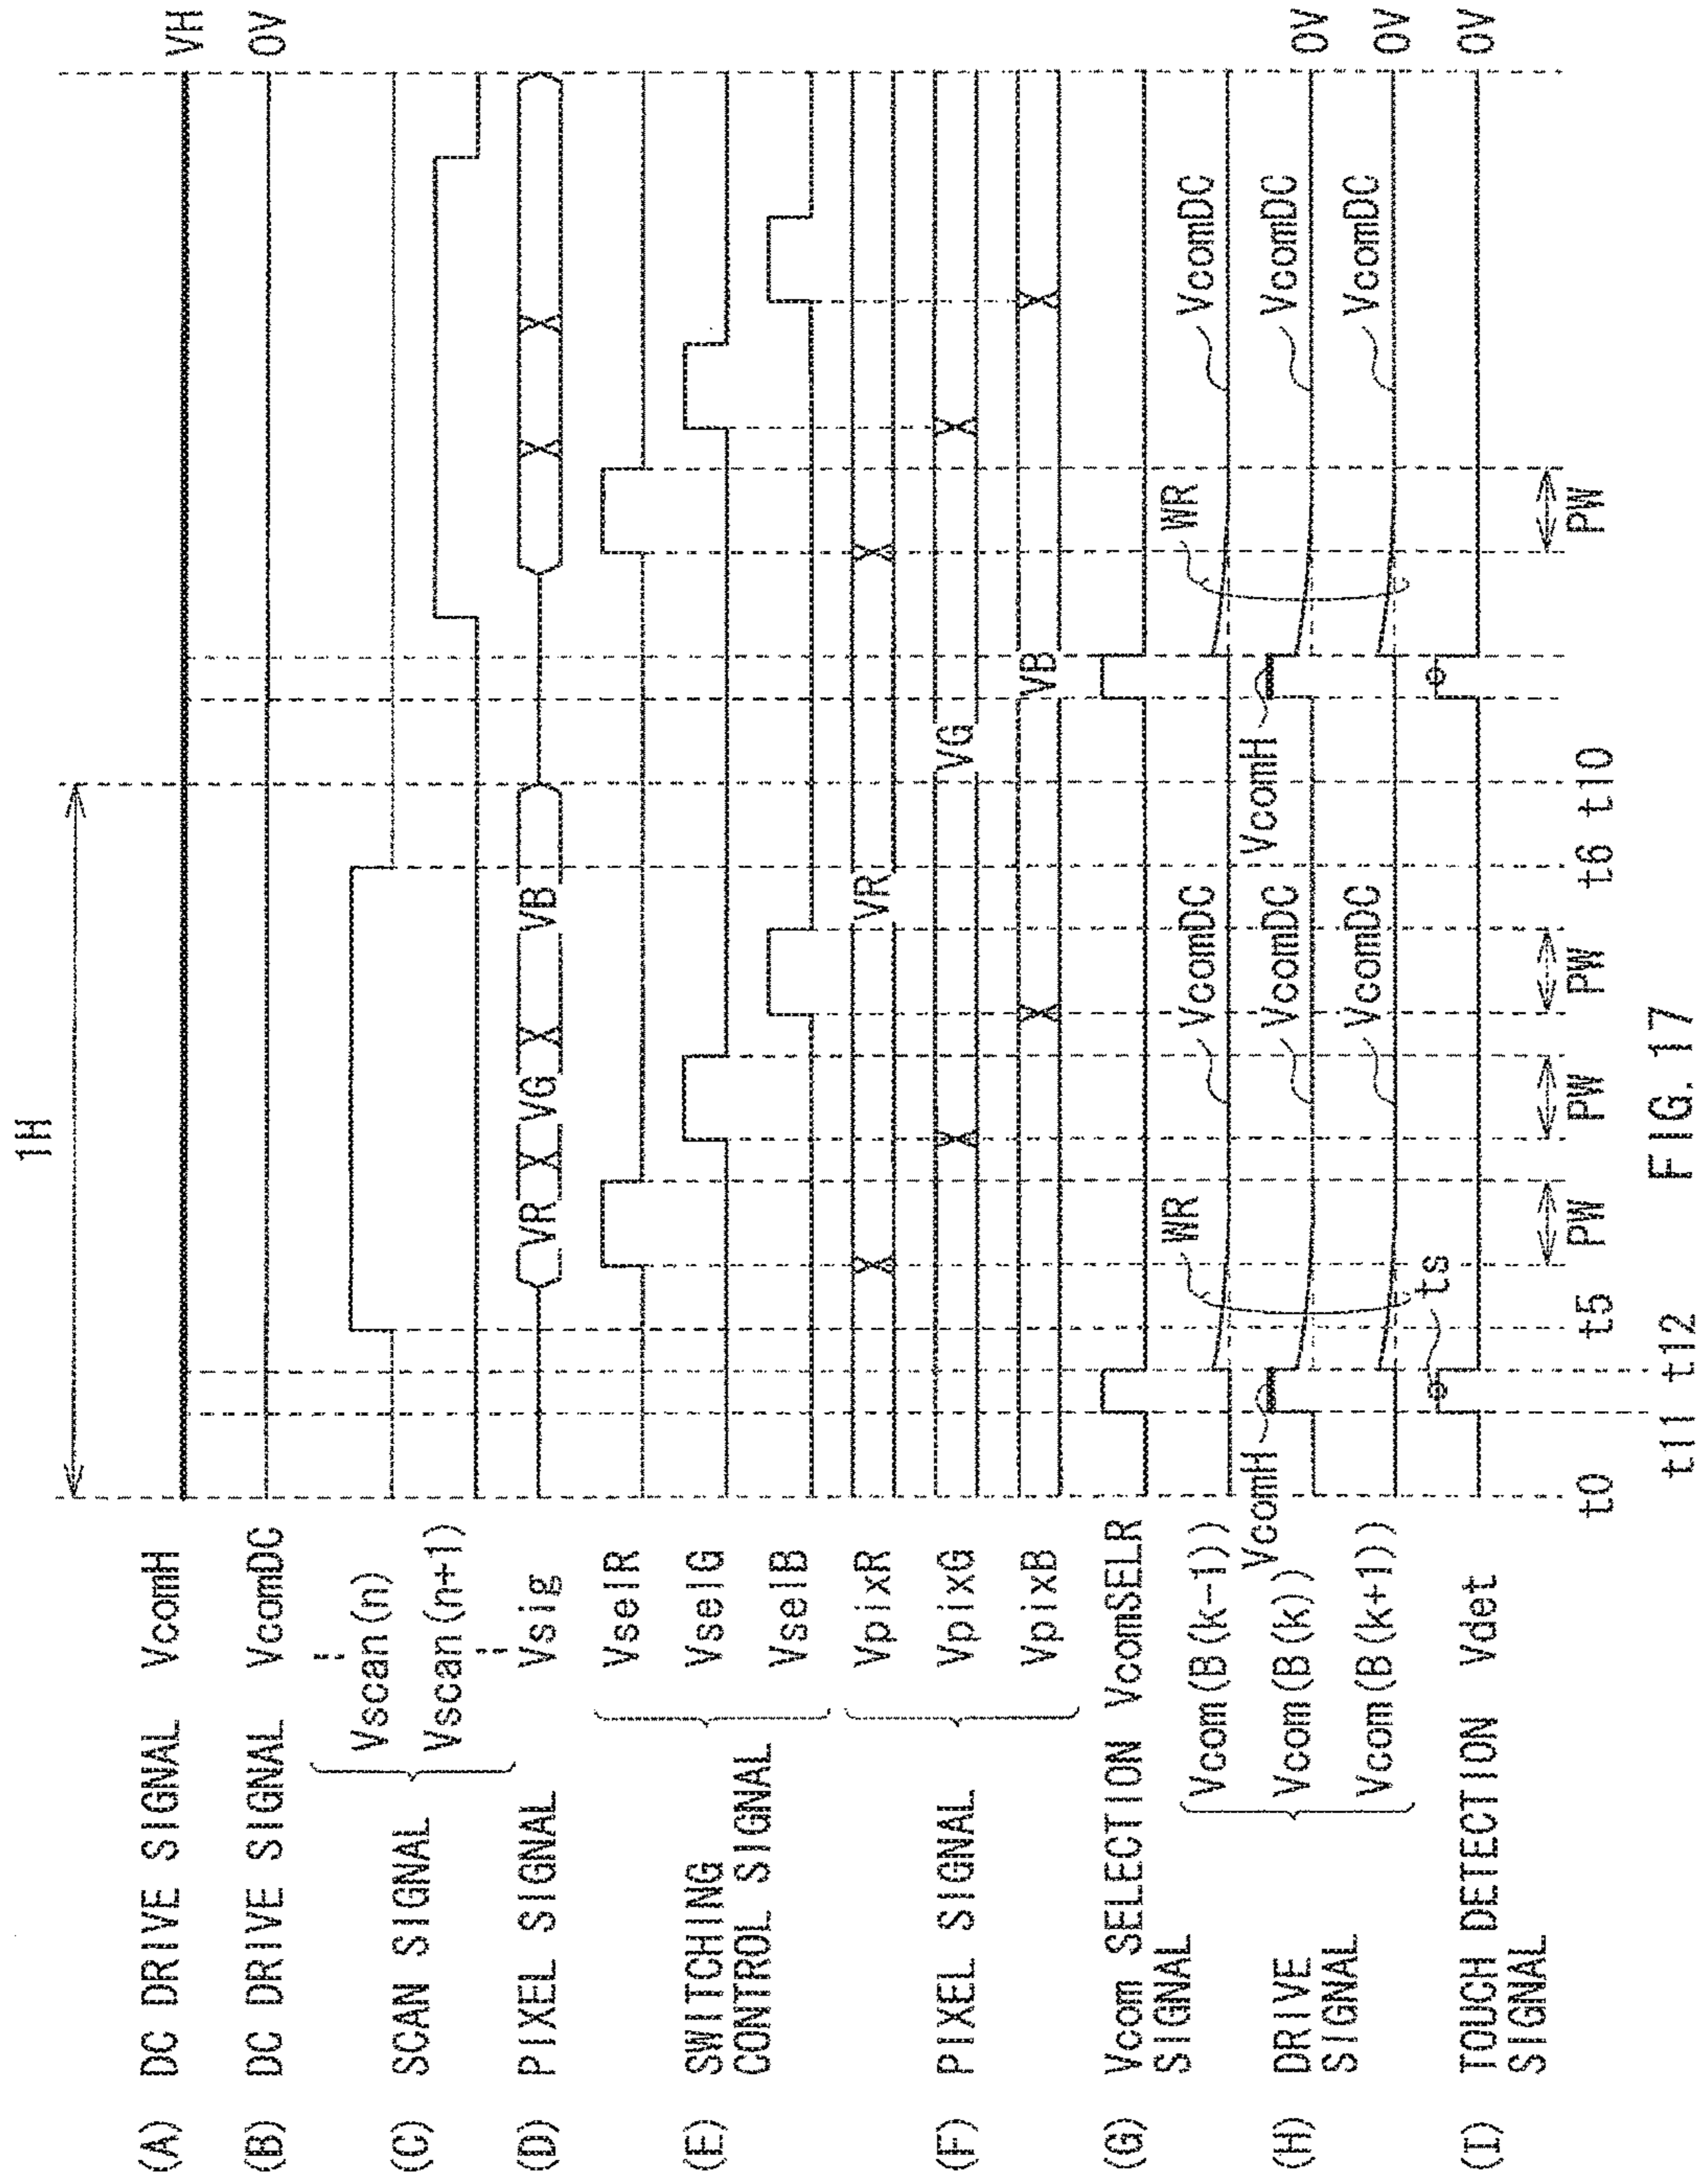 1H
(A) DC DRIVE SIGNAL VcomH VH
(B) DC DRIVE SIGNAL VcomDC 0V
(C) SCAN SIGNAL
Vscan(n)
Vscan(n+1)
(D) PIXEL SIGNAL Vsig VR VG VB
(E) SWITCHING
CONTROL SIGNAL
VselR
VselG
VselB
(F) PIXEL SIGNAL
VpixR VR
VpixG VG
VpixB VB
(G) Vcom SELECTION VcomSELR
SIGNAL
WR WR
(H) DRIVE
SIGNAL
Vcom(B(k-1)) VcomDC VcomDC
VcomH VcomH
Vcom(B(k)) VcomDC VcomDC 0V
Vcom(B(k+1)) VcomDC VcomDC 0V
ts
(I) TOUCH DETECTION Vdet 0V
SIGNAL
PW PW PW PW
t0 t5 t6 t10
t11 t12
FIG. 17